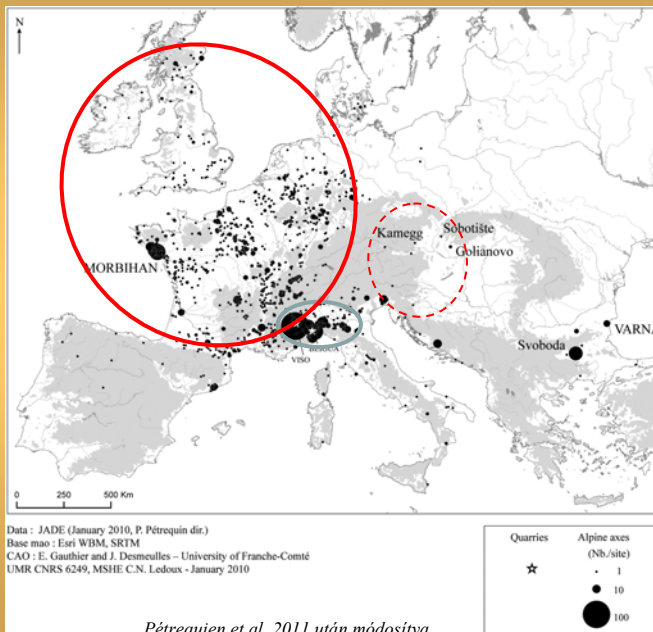 N
Kamegg
Sobotište
Golianovo
MORBIHAN
VARNA
Svoboda
BEIGUA
VISO
0 250 500 Km
Data : JADE (January 2010, P. Pétrequin dir.)
Base mao : Esri WBM, SRTM
CAO : E. Gauthier and J. Desmeulles – University of Franche-Comté
UMR CNRS 6249, MSHE C.N. Ledoux - January 2010
Quarries
Alpine axes
(Nb./site)
1
10
100
Pétrequien et al. 2011 után módosítva